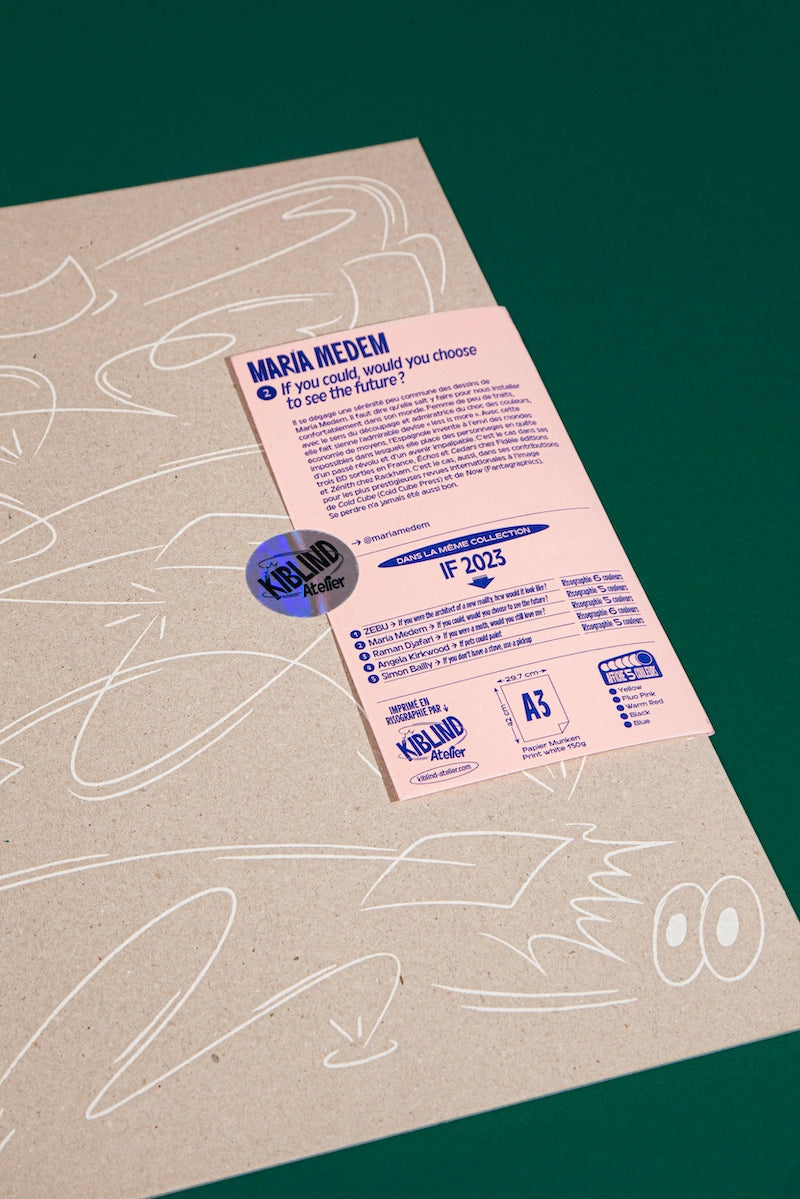 MARÍA MEDEM
2 If you could, would you choose
to see the future ?
Il se dégage une sérénité peu commune des dessins de
María Medem. Il faut dire qu'elle sait y faire pour nous installer
confortablement dans son monde. Femme de peu de traits,
avec le sens du découpage et admiratrice du choc des couleurs,
elle fait sienne l'admirable devise « less is more ». Avec cette
économie de moyens, l'Espagnole invente à l'envi des mondes
impossibles dans lesquels elle place des personnages en quête
d'un passé révolu et d'un avenir impalpable. C'est le cas dans ses
trois BD sorties en France, Échos et Cedars chez Fidèle éditions
et Zénith chez Rackham. C'est le cas, aussi, dans ses contributions
pour les plus prestigieuses revues internationales à l'image
de Cold Cube (Cold Cube Press) et de Now (Fantagraphics).
Se perdre n'a jamais été aussi bon.
→ @mariamedem
KIBLIND
Atelier
DANS LA MÊME COLLECTION
IF 2023
1 ZEBU → If you were the architect of a new reality, how would it look like ? Risographie 6 couleurs
2 María Medem → If you could, would you choose to see the future ? Risographie 5 couleurs
3 Raman Djafari → If you were a moth, would you still love me ? Risographie 5 couleurs
4 Angela Kirkwood → If pets could paint Risographie 6 couleurs
5 Simon Bailly → If you don't have a stove, use a pickup Risographie 5 couleurs
IMPRIMÉ EN
RISOGRAPHIE PAR
KIBLIND
Atelier
kiblind-atelier.com
29.7 cm
42 cm
A3
Papier Munken
Print white 150g
AFFICHE 5 COULEURS
Yellow
Fluo Pink
Warm Red
Black
Blue